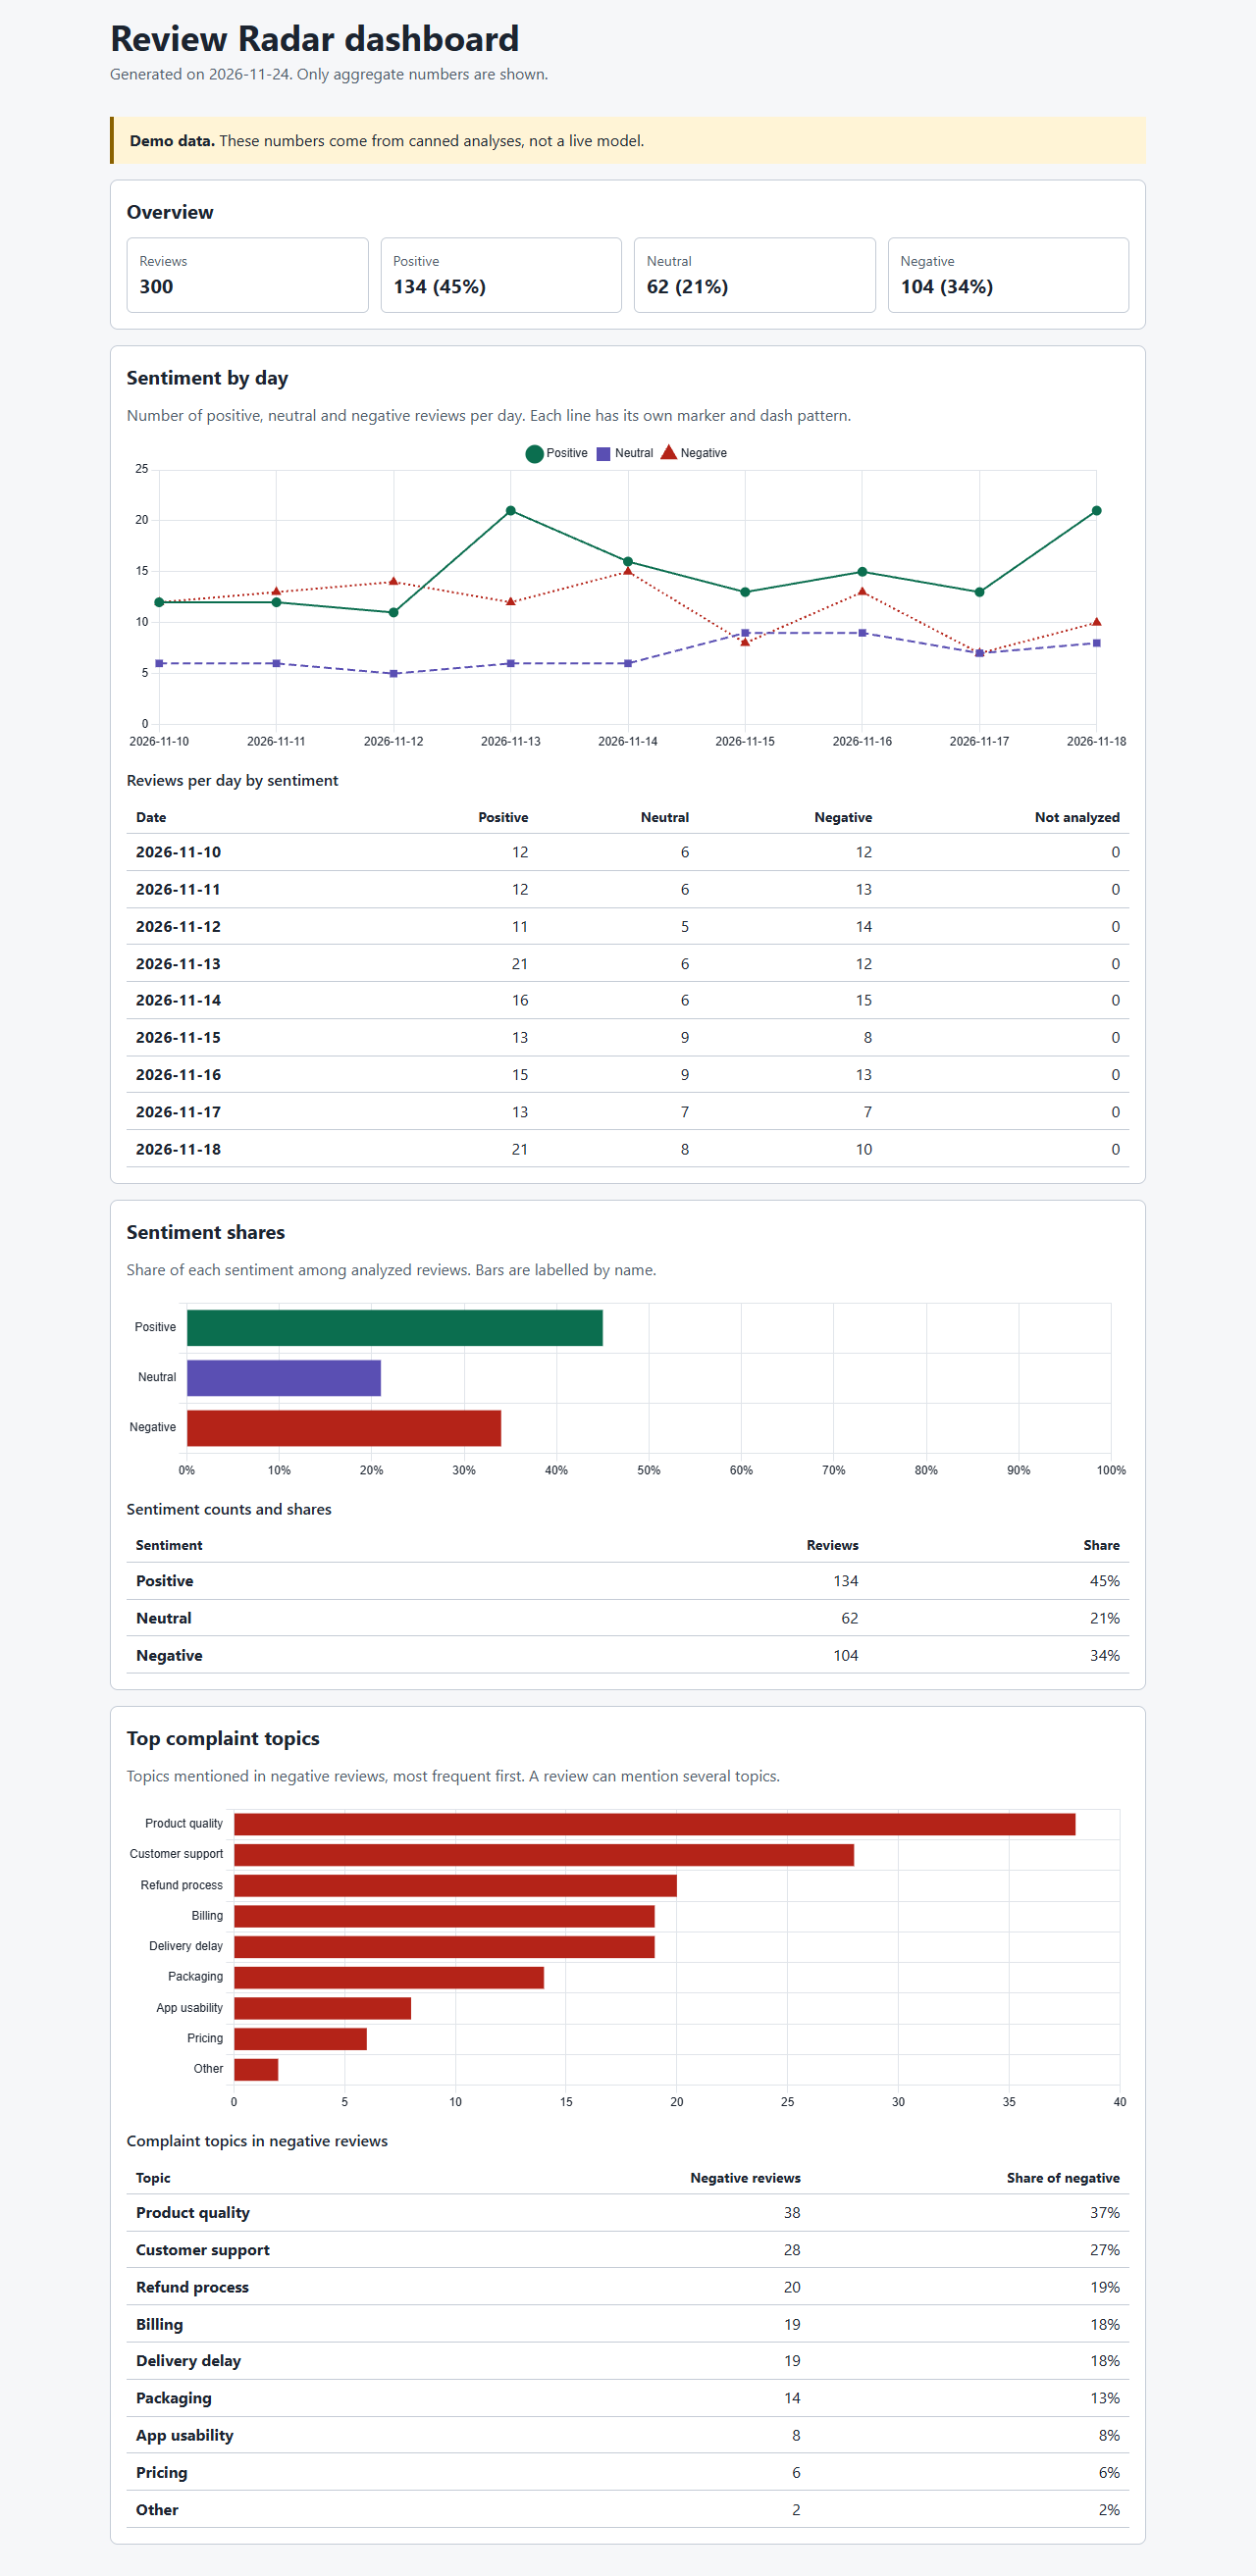 Review Radar dashboard
Generated on 2026-11-24. Only aggregate numbers are shown.
Demo data. These numbers come from canned analyses, not a live model.
Overview
Reviews Positive Neutral Negative
300 134 (45%) 62 (21%) 104 (34%)
Sentiment by day
Number of positive, neutral and negative reviews per day. Each line has its own marker and dash pattern.
Positive Neutral Negative
25
20
15
10
5
0
2026-11-10 2026-11-11 2026-11-12 2026-11-13 2026-11-14 2026-11-15 2026-11-16 2026-11-17 2026-11-18
Reviews per day by sentiment
Date Positive Neutral Negative Not analyzed
2026-11-10 12 6 12 0
2026-11-11 12 6 13 0
2026-11-12 11 5 14 0
2026-11-13 21 6 12 0
2026-11-14 16 6 15 0
2026-11-15 13 9 8 0
2026-11-16 15 9 13 0
2026-11-17 13 7 7 0
2026-11-18 21 8 10 0
Sentiment shares
Share of each sentiment among analyzed reviews. Bars are labelled by name.
Positive
Neutral
Negative
0% 10% 20% 30% 40% 50% 60% 70% 80% 90% 100%
Sentiment counts and shares
Sentiment Reviews Share
Positive 134 45%
Neutral 62 21%
Negative 104 34%
Top complaint topics
Topics mentioned in negative reviews, most frequent first. A review can mention several topics.
Product quality
Customer support
Refund process
Billing
Delivery delay
Packaging
App usability
Pricing
Other
0 5 10 15 20 25 30 35 40
Complaint topics in negative reviews
Topic Negative reviews Share of negative
Product quality 38 37%
Customer support 28 27%
Refund process 20 19%
Billing 19 18%
Delivery delay 19 18%
Packaging 14 13%
App usability 8 8%
Pricing 6 6%
Other 2 2%